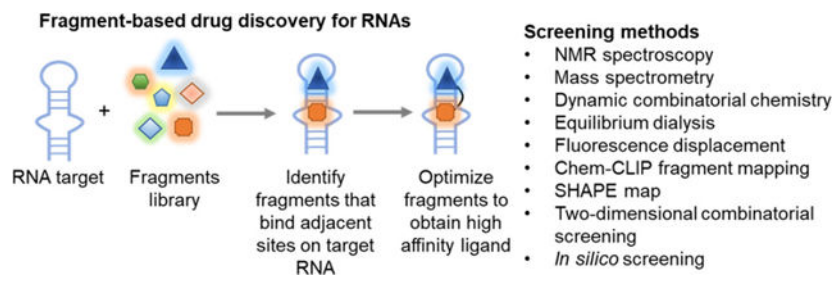 Fragment-based drug discovery for RNAs
+
RNA target
Fragments
library
Identify
fragments that
bind adjacent
sites on target
RNA
Optimize
fragments to
obtain high
affinity ligand
Screening methods
• NMR spectroscopy
• Mass spectrometry
• Dynamic combinatorial chemistry
• Equilibrium dialysis
• Fluorescence displacement
• Chem-CLIP fragment mapping
• SHAPE map
• Two-dimensional combinatorial
screening
• In silico screening